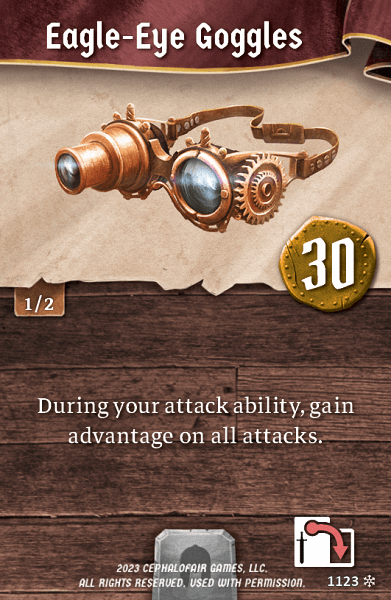 Eagle-Eye Goggles
30
1/2
During your attack ability, gain
advantage on all attacks.
2023 CEPHALOFAIR GAMES, LLC.
ALL RIGHTS RESERVED. USED WITH PERMISSION.
1123